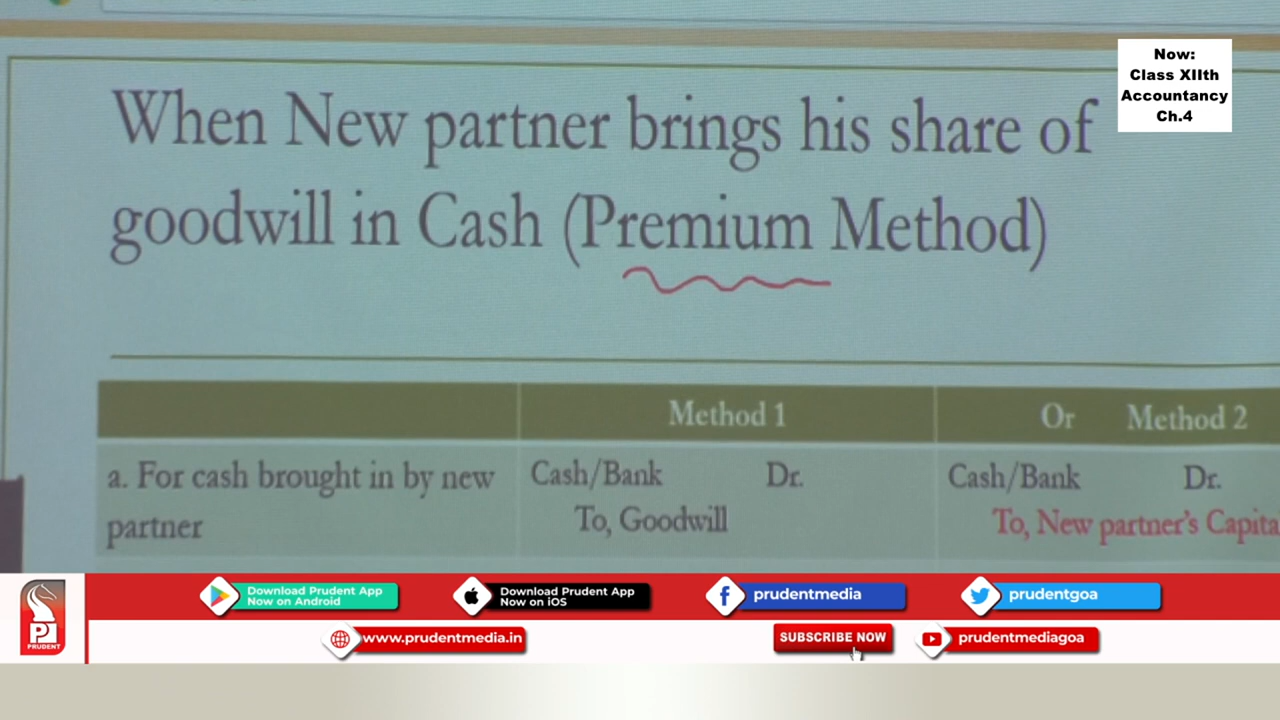 Now:
Class XIIth
Accountancy
Ch.4
When New partner brings his share of
goodwill in Cash (Premium Method)
Method 1
Or Method 2
a. For cash brought in by new
partner
Cash/Bank Dr.
To, Goodwill
Cash/Bank Dr.
To, New partner's Capita
Download Prudent App
Now on Android
Download Prudent App
Now on iOS
prudentmedia
prudentgoa
PRUDENT
www.prudentmedia.in
SUBSCRIBE NOW
prudentmediagoa